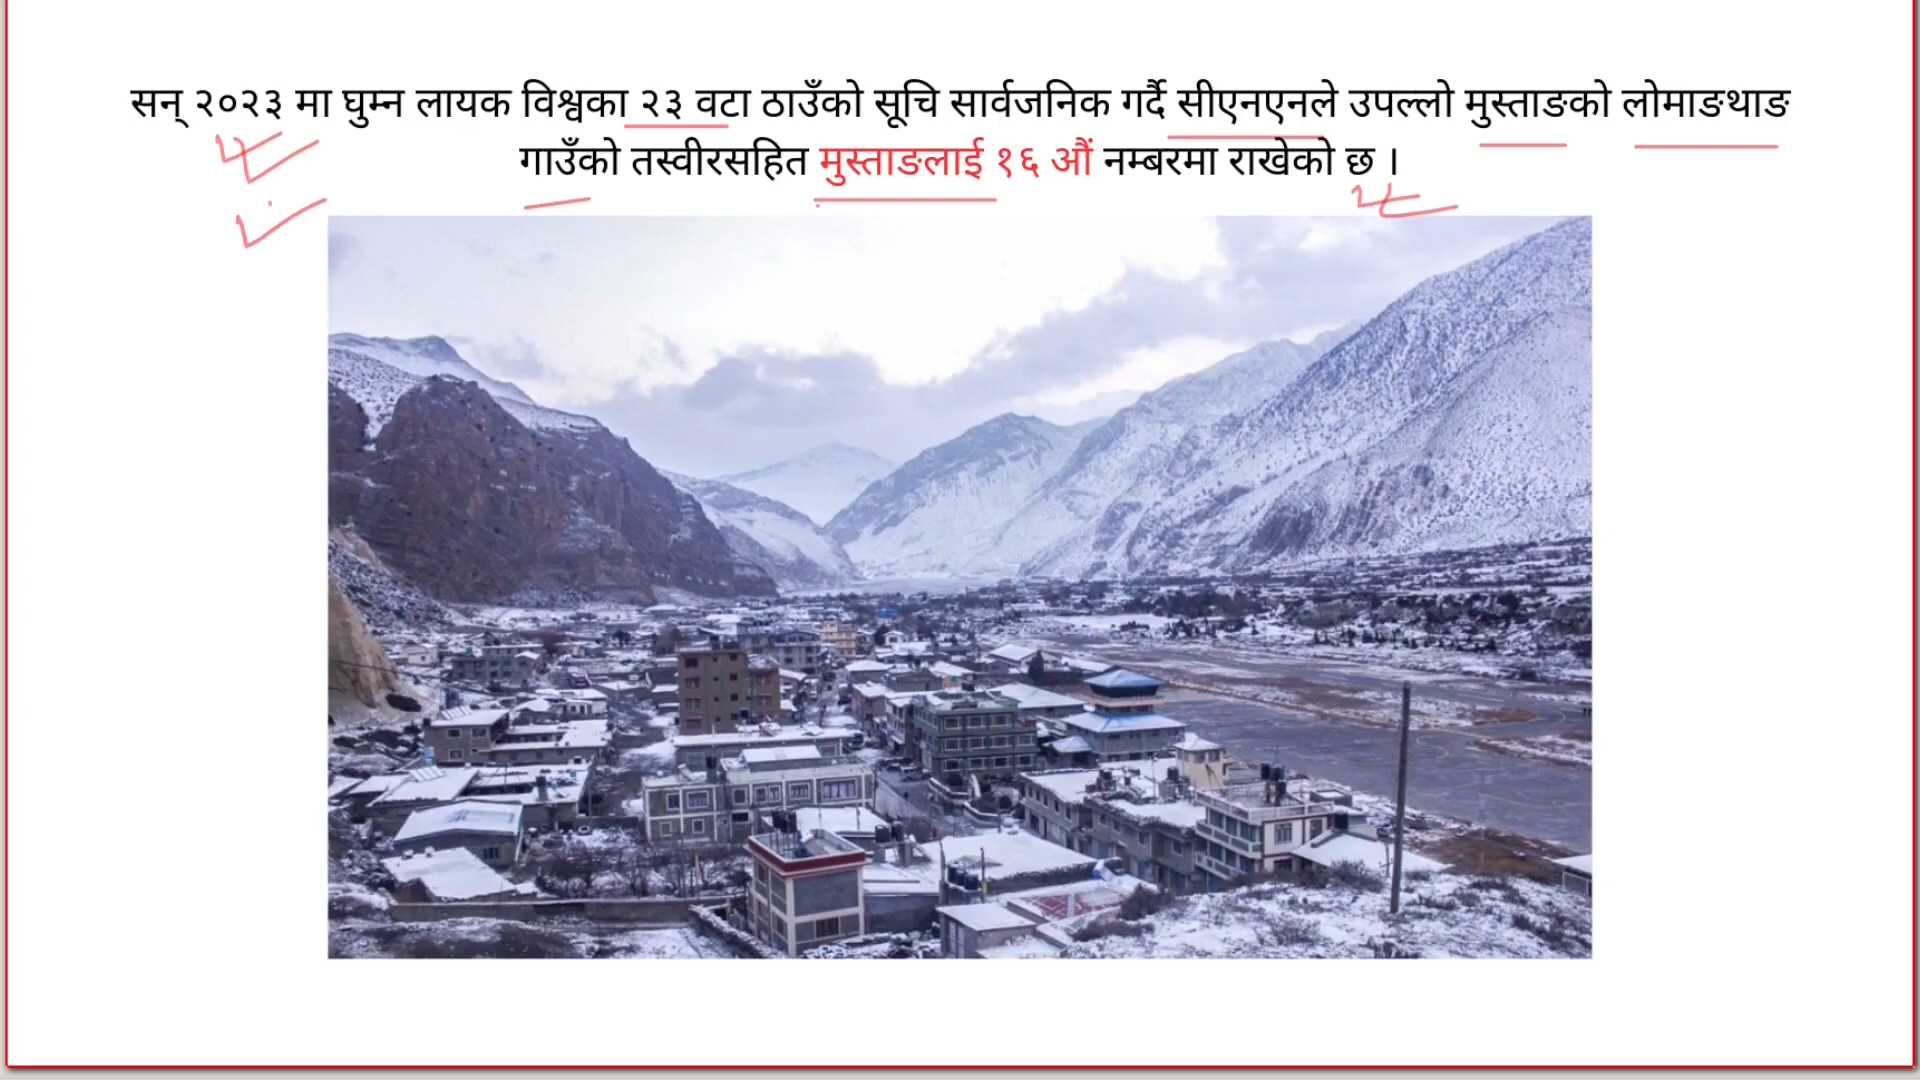 सन् २०२३ मा घुम्न लायक विश्वका २३ वटा ठाउँको सूचि सार्वजनिक गर्दै सीएनएनले उपल्लो मुस्ताङको लोमाङथाङ
गाउँको तस्वीरसहित मुस्ताङलाई १६ औं नम्बरमा राखेको छ ।